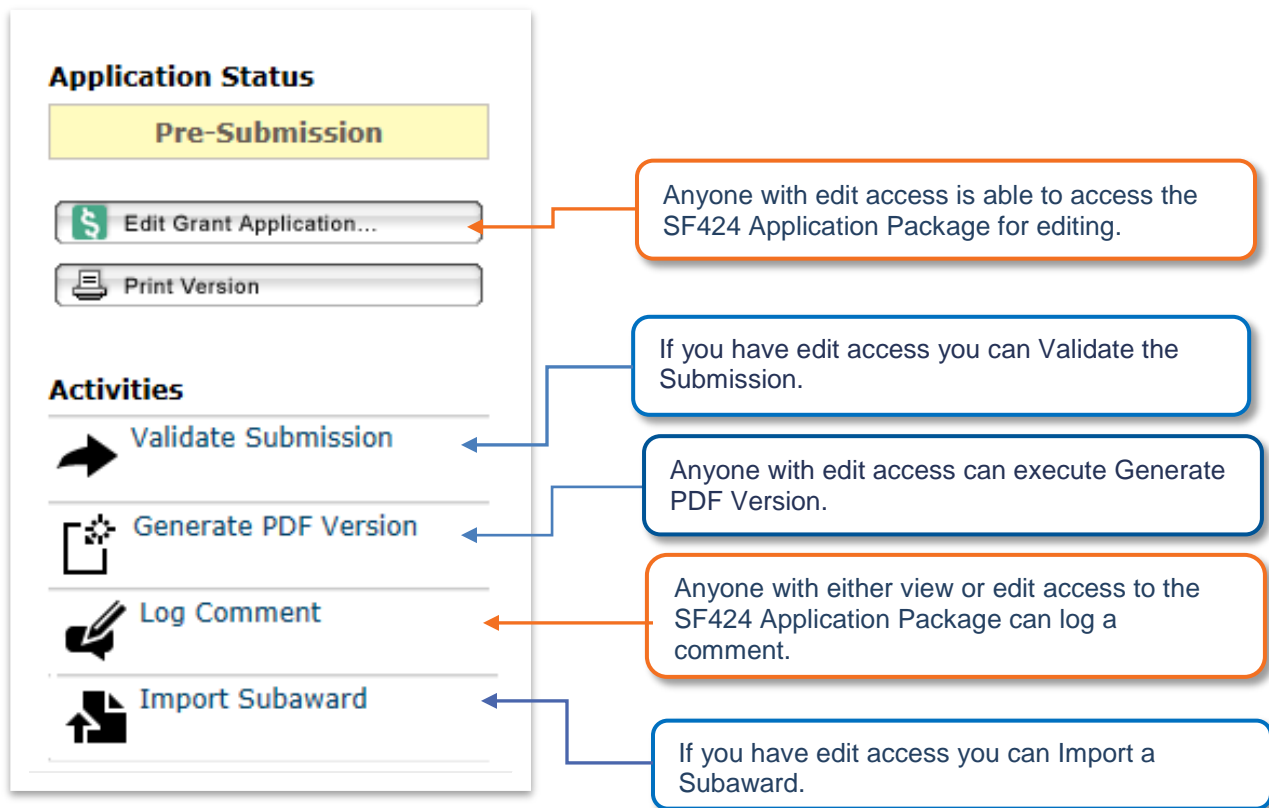 Application Status
Pre-Submission
Edit Grant Application...
Print Version
Anyone with edit access is able to access the
SF424 Application Package for editing.
Activities
Validate Submission
If you have edit access you can Validate the
Submission.
Generate PDF Version
Anyone with edit access can execute Generate
PDF Version.
Log Comment
Anyone with either view or edit access to the
SF424 Application Package can log a
comment.
Import Subaward
If you have edit access you can Import a
Subaward.